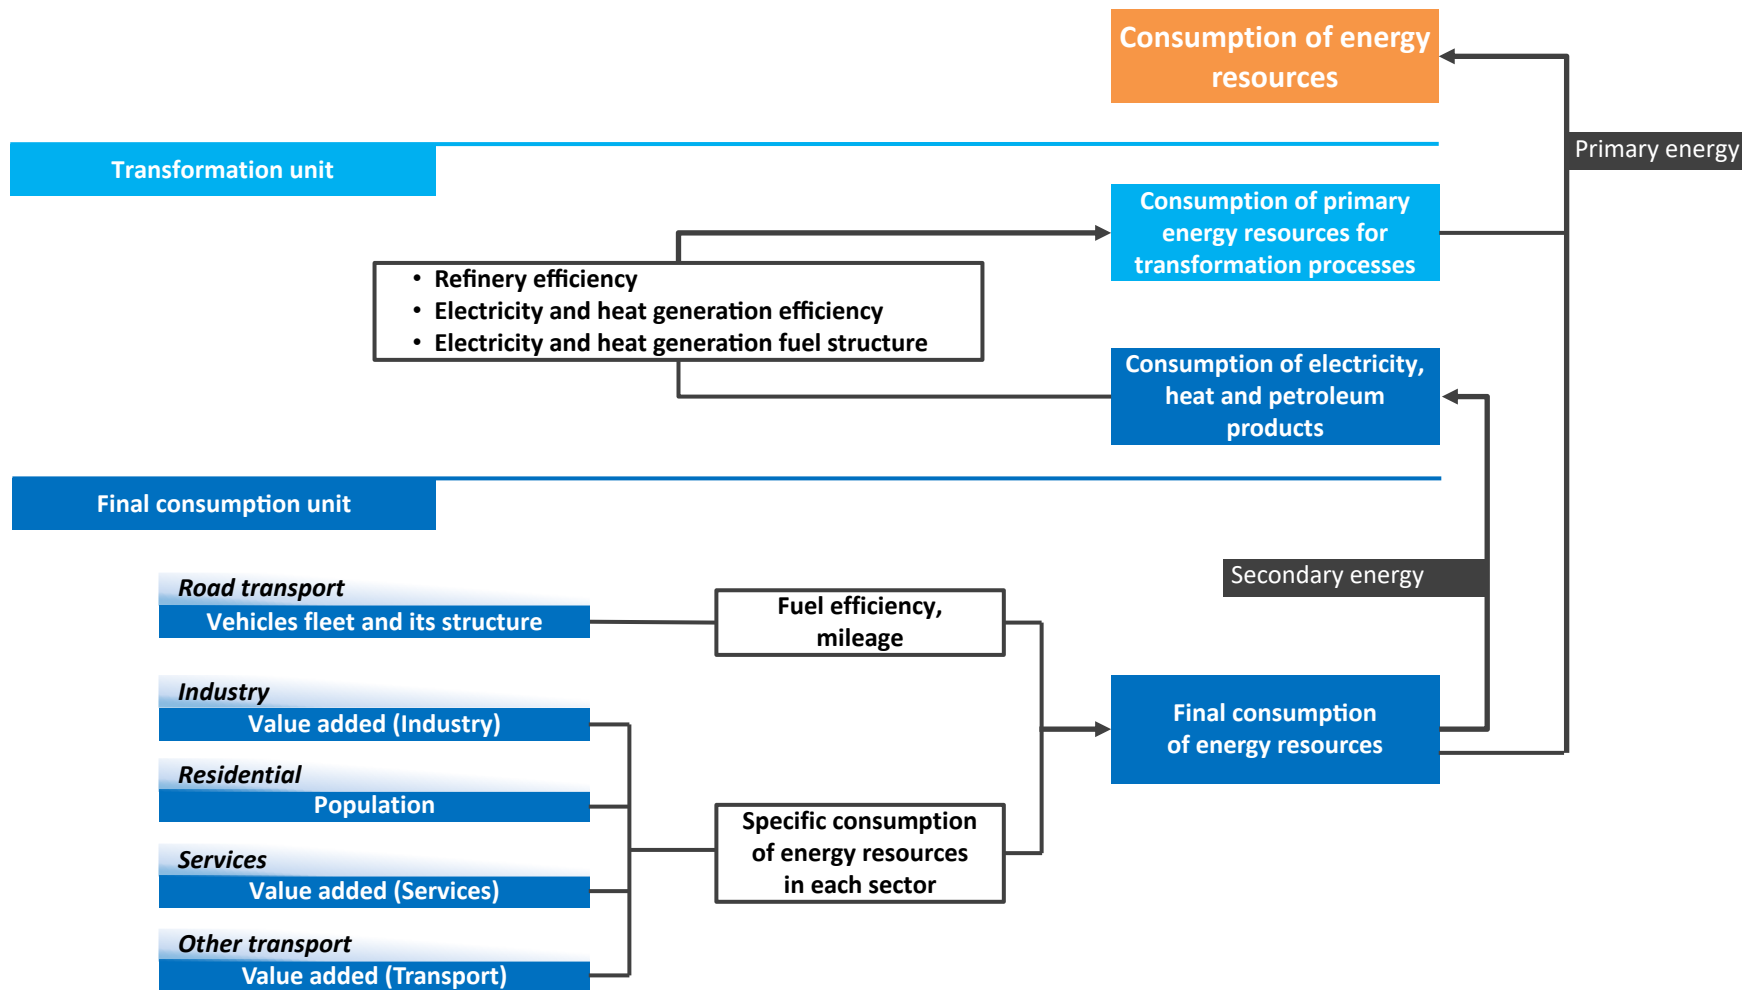 Consumption of energy
resources
Primary energy
Transformation unit
Consumption of primary
energy resources for
transformation processes
• Refinery efficiency
• Electricity and heat generation efficiency
• Electricity and heat generation fuel structure
Consumption of electricity,
heat and petroleum
products
Final consumption unit
Secondary energy
Road transport
Vehicles fleet and its structure
Fuel efficiency,
mileage
Industry
Value added (Industry)
Final consumption
of energy resources
Residential
Population
Specific consumption
of energy resources
in each sector
Services
Value added (Services)
Other transport
Value added (Transport)